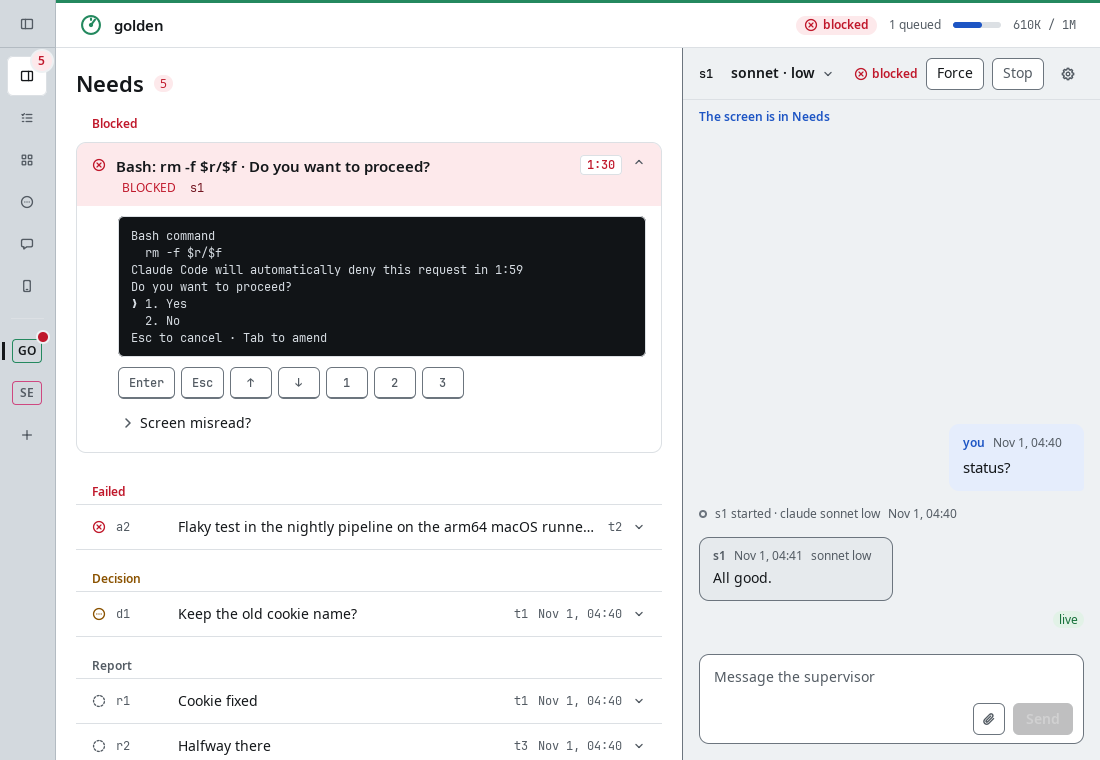 golden
blocked
1 queued
610K / 1M
5
GO
SE
Needs 5
Blocked
Bash: rm -f $r/$f · Do you want to proceed?
1:30
BLOCKED s1
Bash command
rm -f $r/$f
Claude Code will automatically deny this request in 1:59
Do you want to proceed?
❯ 1. Yes
2. No
Esc to cancel · Tab to amend
Enter Esc ↑ ↓ 1 2 3
Screen misread?
Failed
a2 Flaky test in the nightly pipeline on the arm64 macOS runne… t2
Decision
d1 Keep the old cookie name? t1 Nov 1, 04:40
Report
r1 Cookie fixed t1 Nov 1, 04:40
r2 Halfway there t3 Nov 1, 04:40
s1 sonnet · low blocked Force Stop
The screen is in Needs
you Nov 1, 04:40
status?
s1 started · claude sonnet low Nov 1, 04:40
s1 Nov 1, 04:41 sonnet low
All good.
live
Message the supervisor
Send